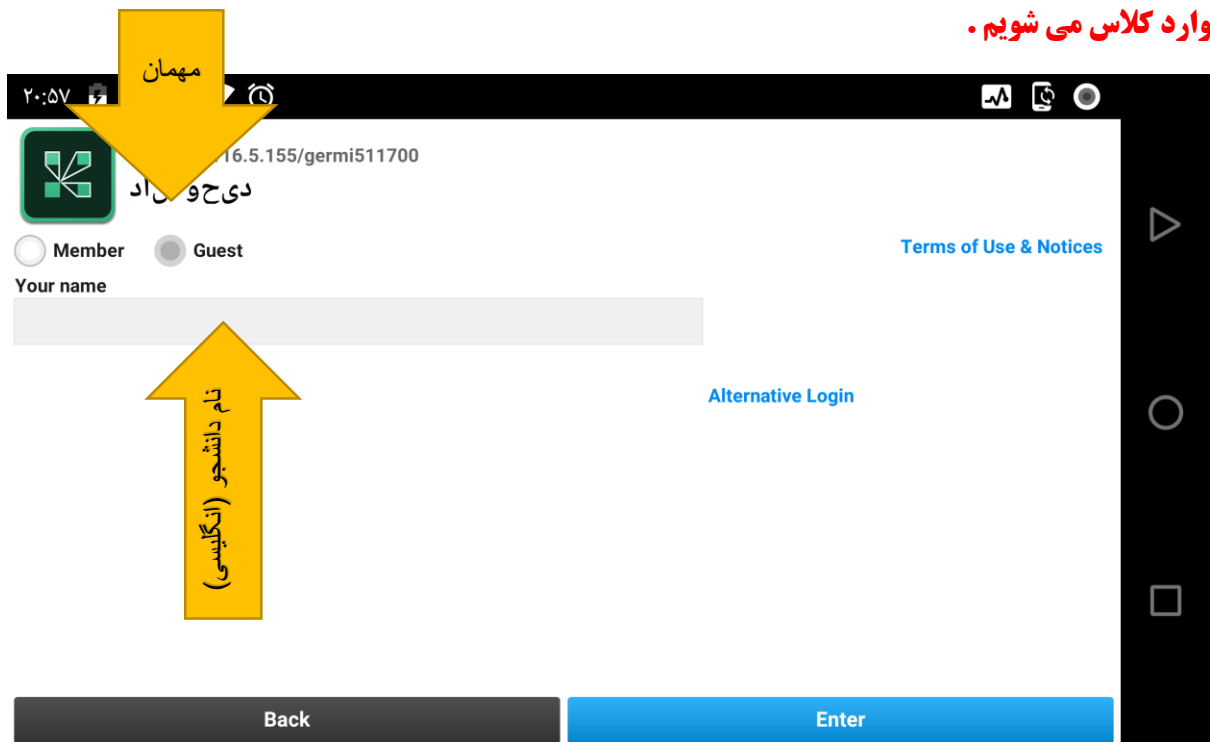 وارد کلاس می شویم .
مهمان
۲۰:۵۷
16.5.155/germi511700
Member
Guest
Terms of Use & Notices
Your name
Alternative Login
نام دانشجو (انگلیسی)
Back
Enter